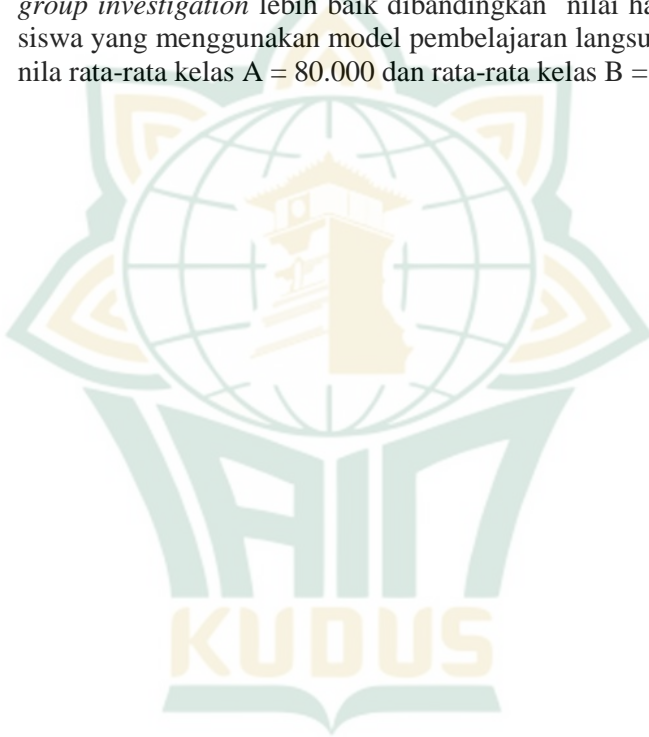 group investigation lebih baik dibandingkan nilai ha
siswa yang menggunakan model pembelajaran langsu
nila rata-rata kelas A = 80.000 dan rata-rata kelas B =
IAIN
KUDUS